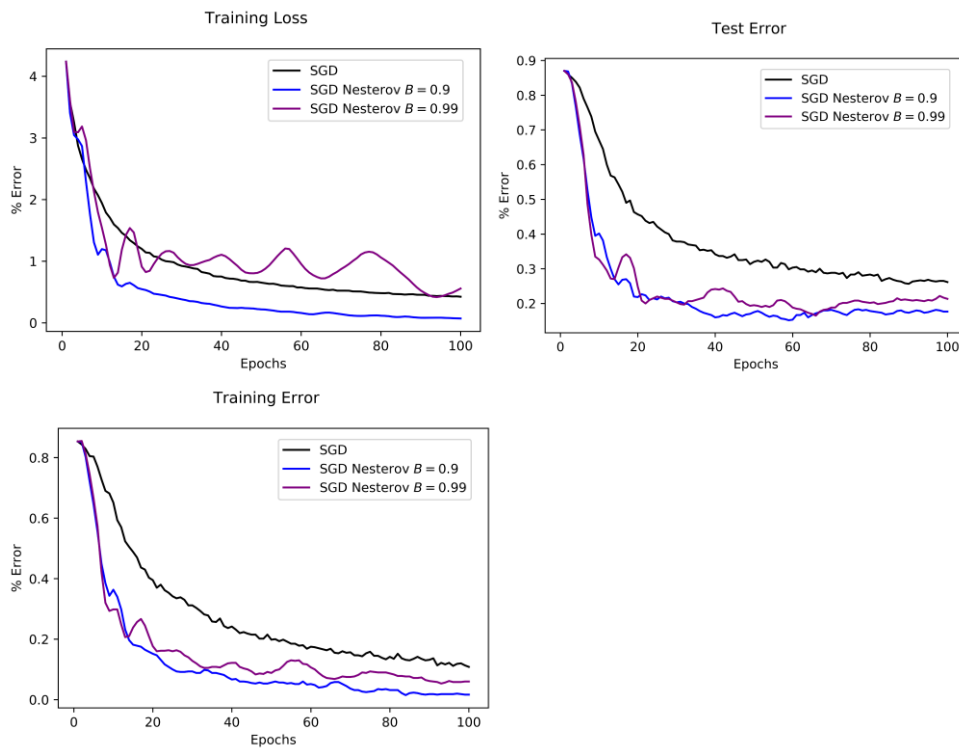 Training Loss
% Error
4
3
2
1
0
SGD
SGD Nesterov B = 0.9
SGD Nesterov B = 0.99
0 20 40 60 80 100
Epochs
Test Error
% Error
0.9
0.8
0.7
0.6
0.5
0.4
0.3
0.2
SGD
SGD Nesterov B = 0.9
SGD Nesterov B = 0.99
0 20 40 60 80 100
Epochs
Training Error
% Error
0.8
0.6
0.4
0.2
0.0
SGD
SGD Nesterov B = 0.9
SGD Nesterov B = 0.99
0 20 40 60 80 100
Epochs